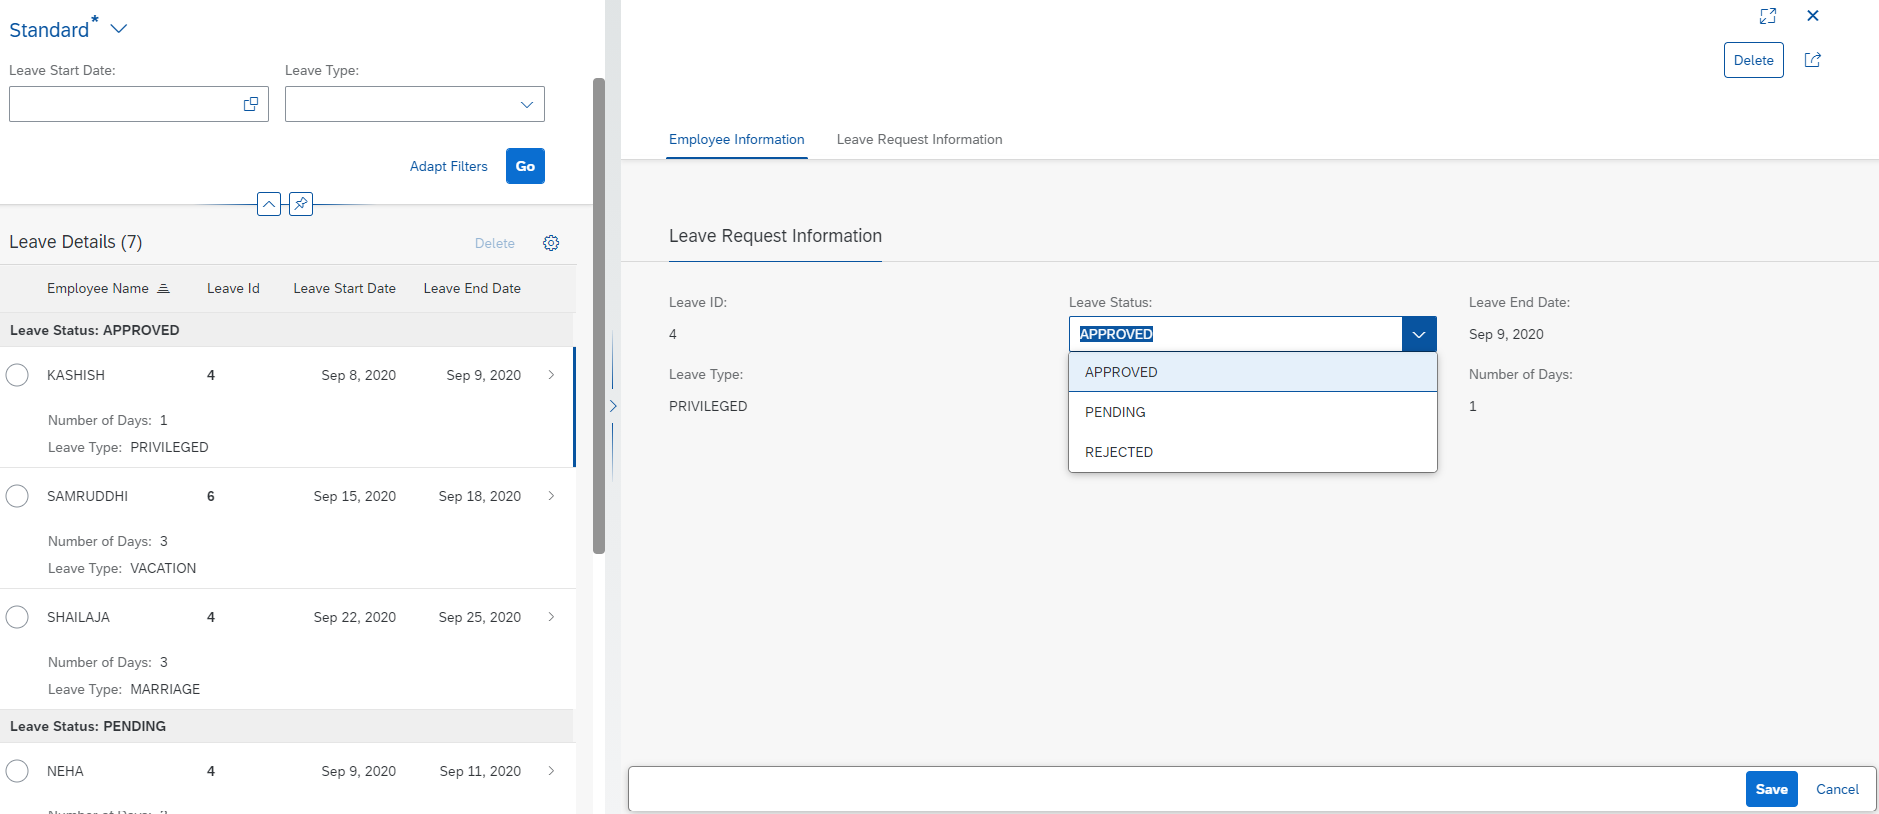 Standard*
Leave Start Date:
Leave Type:
Adapt Filters
Go
Leave Details (7)
Delete
Employee Name
Leave Id
Leave Start Date
Leave End Date
Leave Status: APPROVED
KASHISH
4
Sep 8, 2020
Sep 9, 2020
Number of Days: 1
Leave Type: PRIVILEGED
SAMRUDDHI
6
Sep 15, 2020
Sep 18, 2020
Number of Days: 3
Leave Type: VACATION
SHAILAJA
4
Sep 22, 2020
Sep 25, 2020
Number of Days: 3
Leave Type: MARRIAGE
Leave Status: PENDING
NEHA
4
Sep 9, 2020
Sep 11, 2020
Number of Days:
Delete
Employee Information
Leave Request Information
Leave Request Information
Leave ID:
4
Leave Type:
PRIVILEGED
Leave Status:
APPROVED
APPROVED
PENDING
REJECTED
Leave End Date:
Sep 9, 2020
Number of Days:
1
Save
Cancel